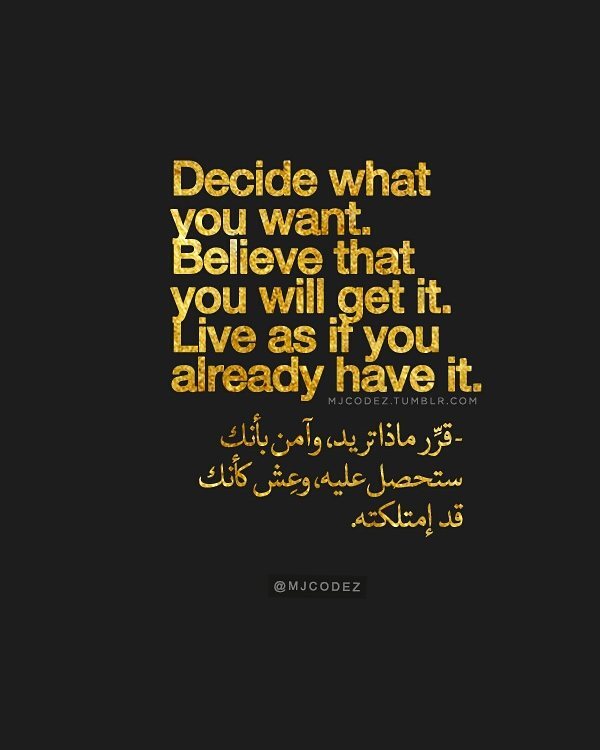 Decide what
you want.
Believe that
you will get it.
Live as if you
already have it.
MJCODEZ.TUMBLR.COM
-قرِّر ماذا تريد، وآمن بأنك
ستحصل عليه، وعِش كأنك
قد إمتلكته.
@MJCODEZ